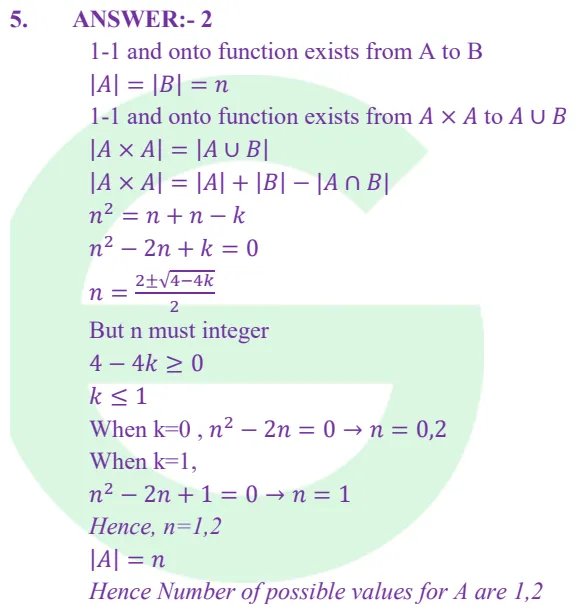 5. ANSWER:- 2
1-1 and onto function exists from A to B
|A| = |B| = n
1-1 and onto function exists from A × A to A ∪ B
|A × A| = |A ∪ B|
|A × A| = |A| + |B| − |A ∩ B|
n² = n + n − k
n² − 2n + k = 0
n = (2±√(4−4k))/2
But n must integer
4 − 4k ≥ 0
k ≤ 1
When k=0 , n² − 2n = 0 → n = 0,2
When k=1,
n² − 2n + 1 = 0 → n = 1
Hence, n=1,2
|A| = n
Hence Number of possible values for A are 1,2